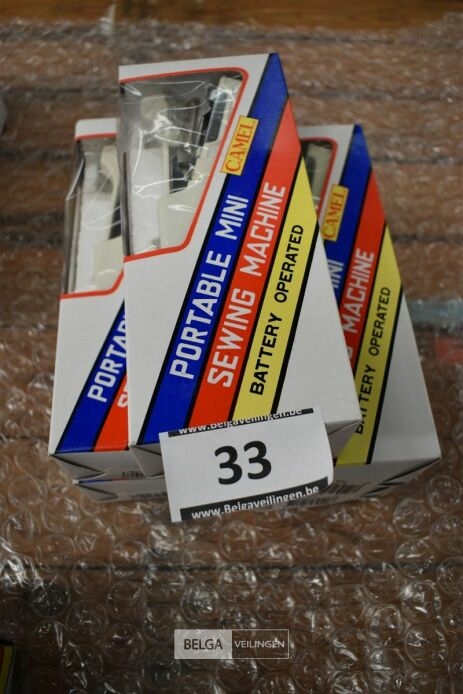 CAMEL
PORTABLE MINI
SEWING MACHINE
BATTERY OPERATED
CAMEL
MINI
MACHINE
BATTERY OPERATED
PORTABLE
www.Belgaveilingen.be
33
www.Belgaveilingen.be
BELGA VEILINGEN